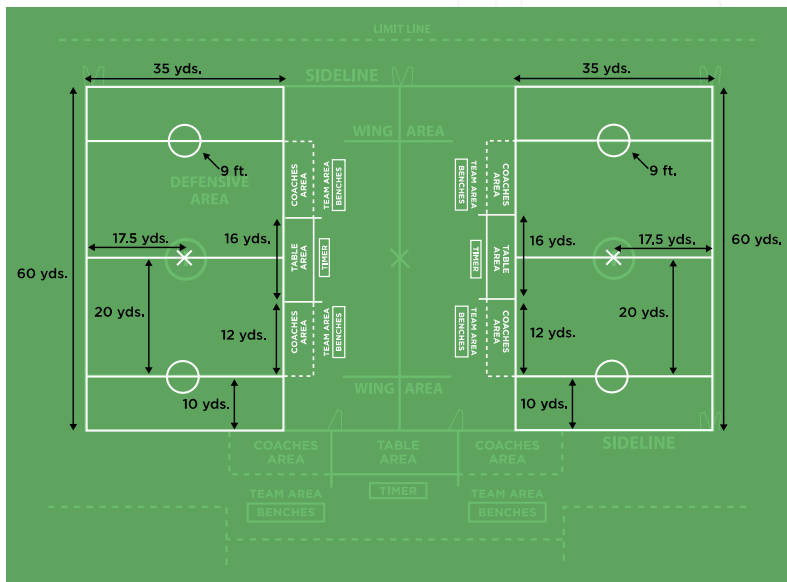 LIMIT LINE
35 yds.
SIDELINE
35 yds.
WING AREA
9 ft.
9 ft.
DEFENSIVE
AREA
COACHES
AREA
TEAM AREA
BENCHES
TEAM AREA
BENCHES
COACHES
AREA
17.5 yds.
16 yds.
TABLE
AREA
TIMER
TIMER
TABLE
AREA
16 yds.
17.5 yds.
60 yds.
60 yds.
20 yds.
12 yds.
COACHES
AREA
TEAM AREA
BENCHES
TEAM AREA
BENCHES
COACHES
AREA
12 yds.
20 yds.
10 yds.
WING AREA
10 yds.
COACHES
AREA
TABLE
AREA
COACHES
AREA
SIDELINE
TIMER
TEAM AREA
BENCHES
TEAM AREA
BENCHES